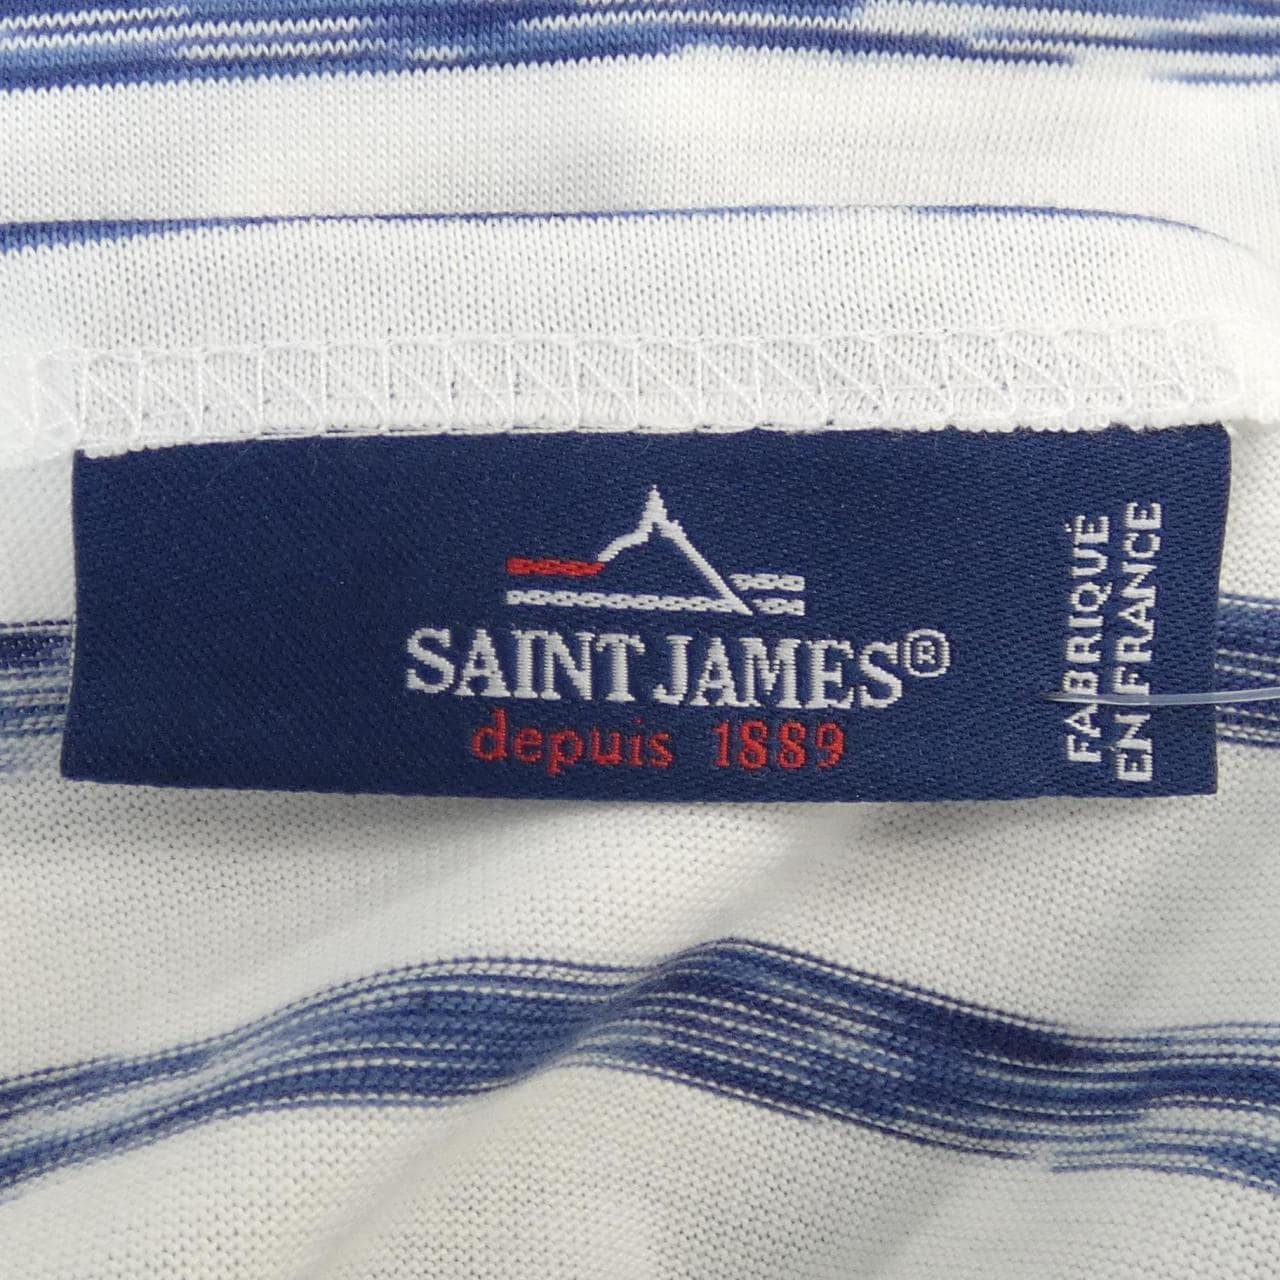 SAINT JAMES®
depuis 1889
FABRIQUÉ
EN FRANCE